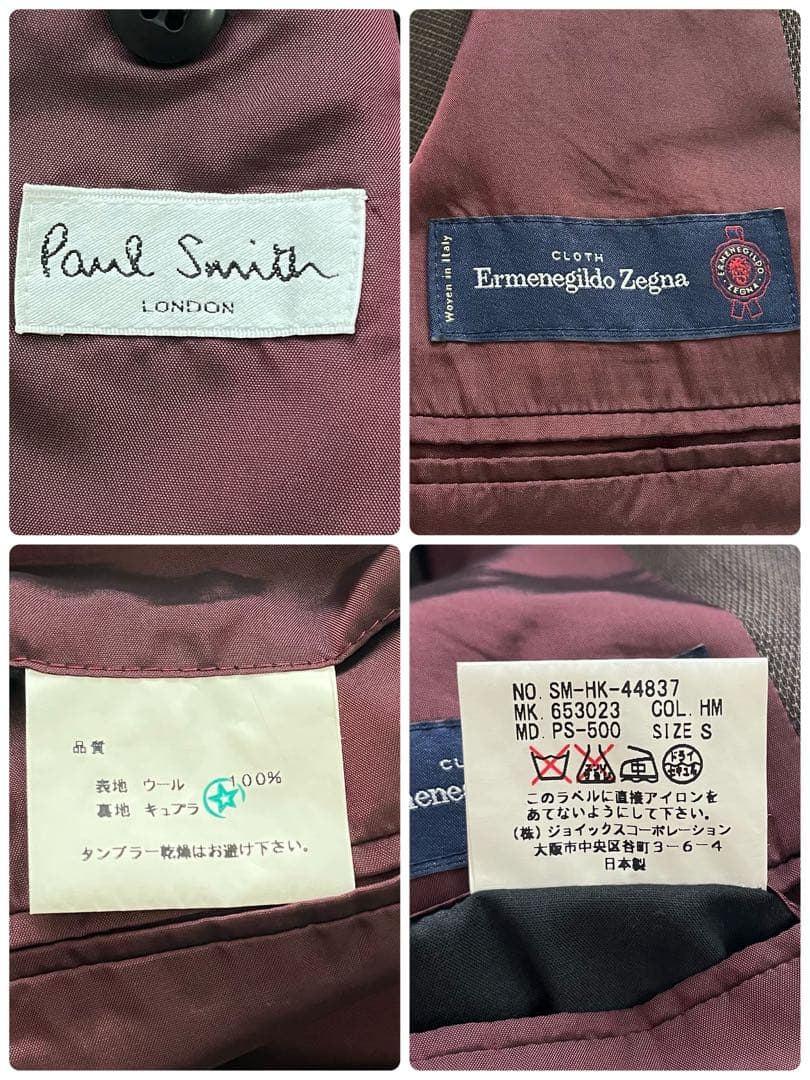 Paul Smith
LONDON
Woven in Italy
CLOTH
Ermenegildo Zegna
ERMENEGILDO
ZEGNA
品質
表地 ウール 100%
裏地 キュプラ
タンブラー乾燥はお避け下さい。
CL
meneg
NO. SM-HK-44837
MK. 653023 COL. HM
MD. PS-500 SIZE S
ドライ
このラベルに直接アイロンを
あてないようにして下さい。
(株) ジョイックスコーポレーション
大阪市中央区谷町3-6-4
日本製